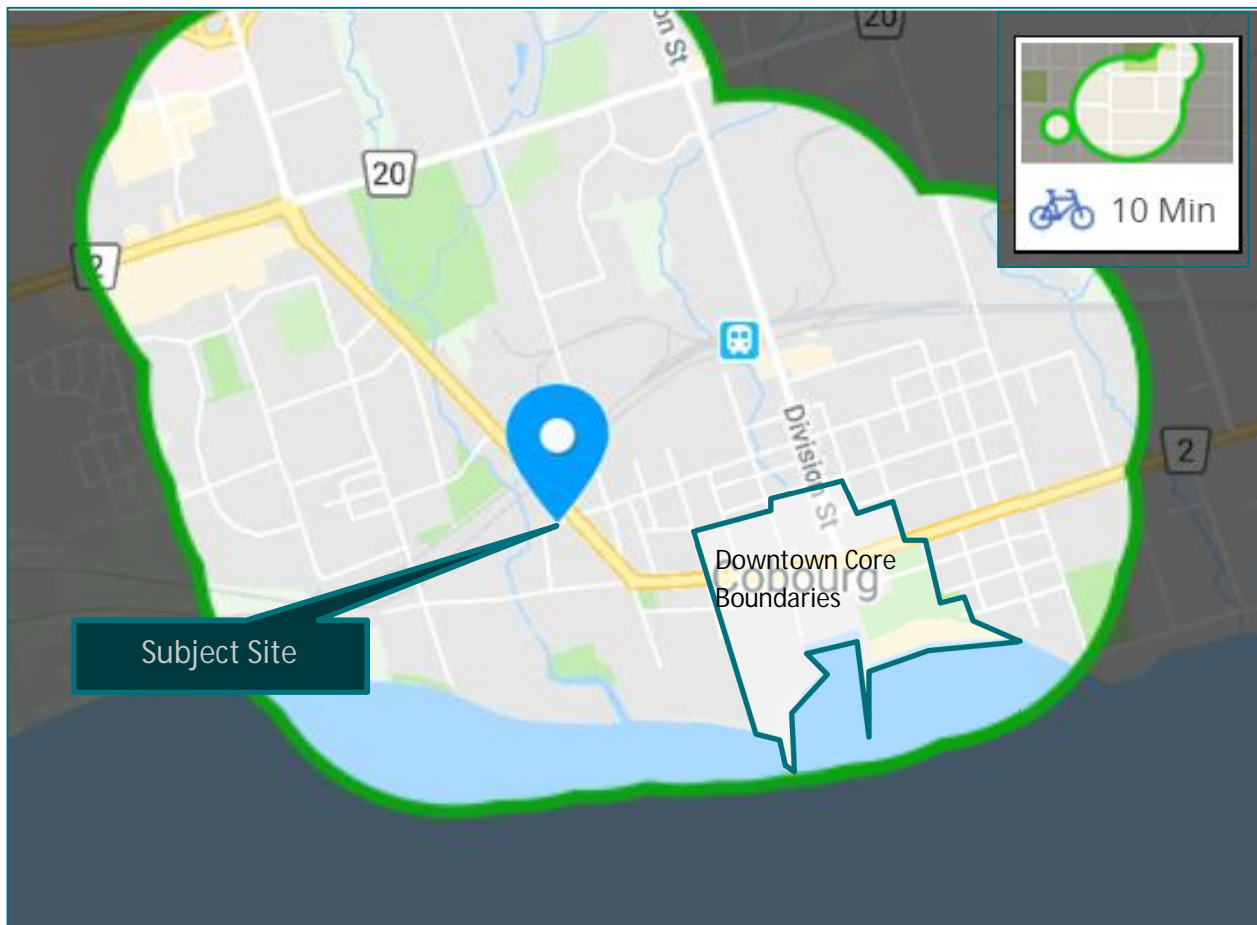 on St
20
20
10 Min
2
Division St
2
Downtown Core
Cobourg
Boundaries
Subject Site